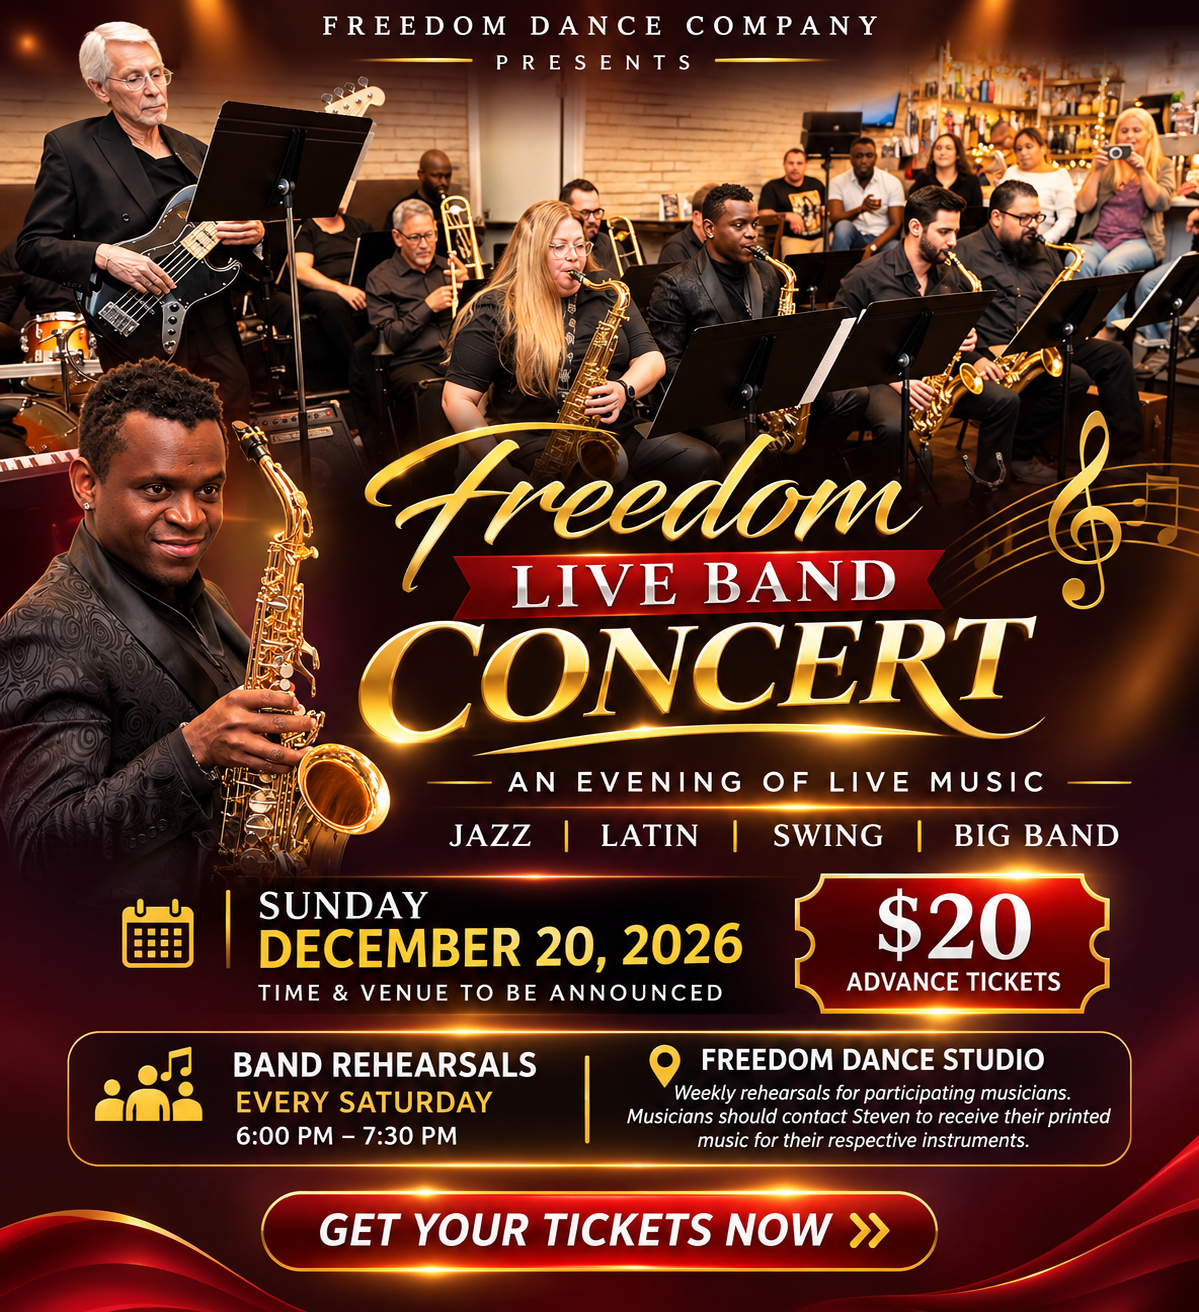 FREEDOM DANCE COMPANY
PRESENTS
Freedom
LIVE BAND
CONCERT
AN EVENING OF LIVE MUSIC
JAZZ | LATIN | SWING | BIG BAND
SUNDAY
DECEMBER 20, 2026
TIME & VENUE TO BE ANNOUNCED
$20
ADVANCE TICKETS
BAND REHEARSALS
EVERY SATURDAY
6:00 PM – 7:30 PM
FREEDOM DANCE STUDIO
Weekly rehearsals for participating musicians.
Musicians should contact Steven to receive their printed
music for their respective instruments.
GET YOUR TICKETS NOW »